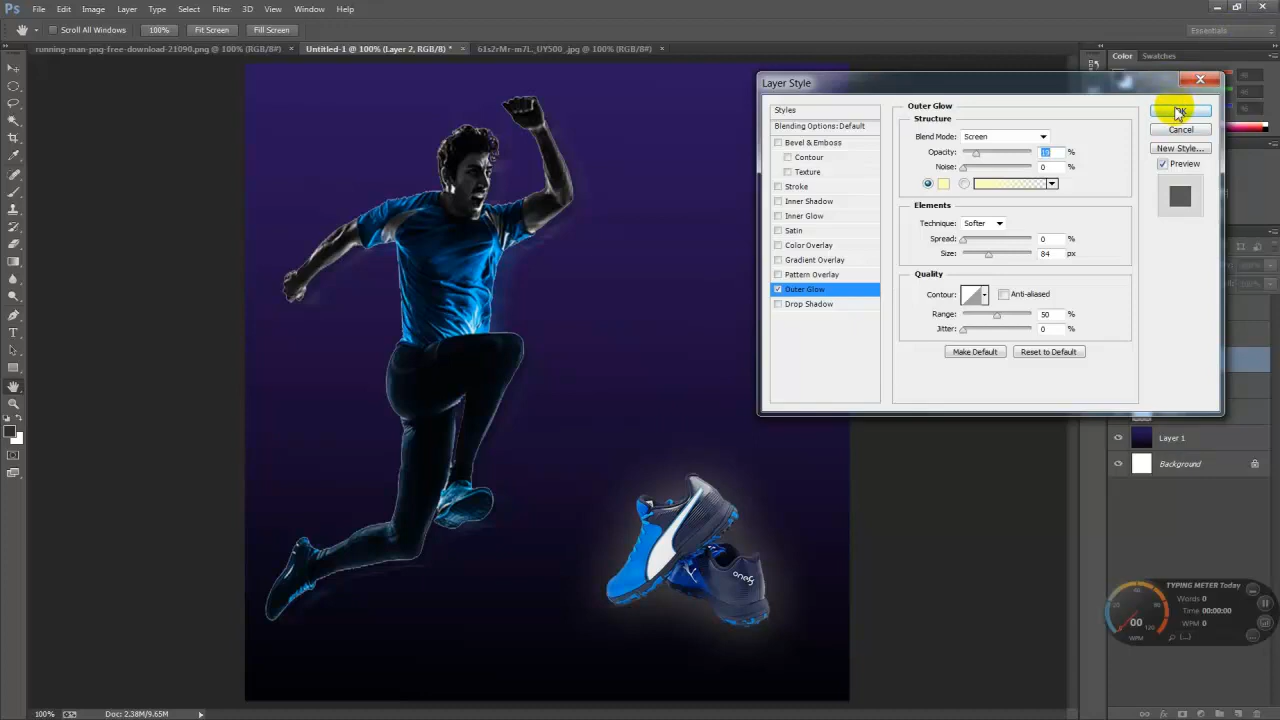 Ps File Edit Image Layer Type Select Filter 3D View Window Help
Scroll All Windows 100% Fit Screen Fill Screen Essentials
running-man-png-free-download-21090.png @ 100% (RGB/8#) × Untitled-1 @ 100% (Layer 2, RGB/8) * × 61s2rMr-m7L._UY500_.jpg @ 100% (RGB/8#) ×
Color Swatches
Layer Style
Styles
Blending Options:Default
Bevel & Emboss
Contour
Texture
Stroke
Inner Shadow
Inner Glow
Satin
Color Overlay
Gradient Overlay
Pattern Overlay
Outer Glow
Drop Shadow
Outer Glow
Structure
Blend Mode: Screen
Opacity: %
Noise: 0 %
Elements
Technique: Softer
Spread: 0 %
Size: 84 px
Quality
Contour: Anti-aliased
Range: 50 %
Jitter: 0 %
Make Default Reset to Default
OK
Cancel
New Style...
Preview
Layer 1
Background
TYPING METER Today
Words 0
Time 00:00:00
WPM 0
00
WPM
100% Doc: 2.38M/9.65M